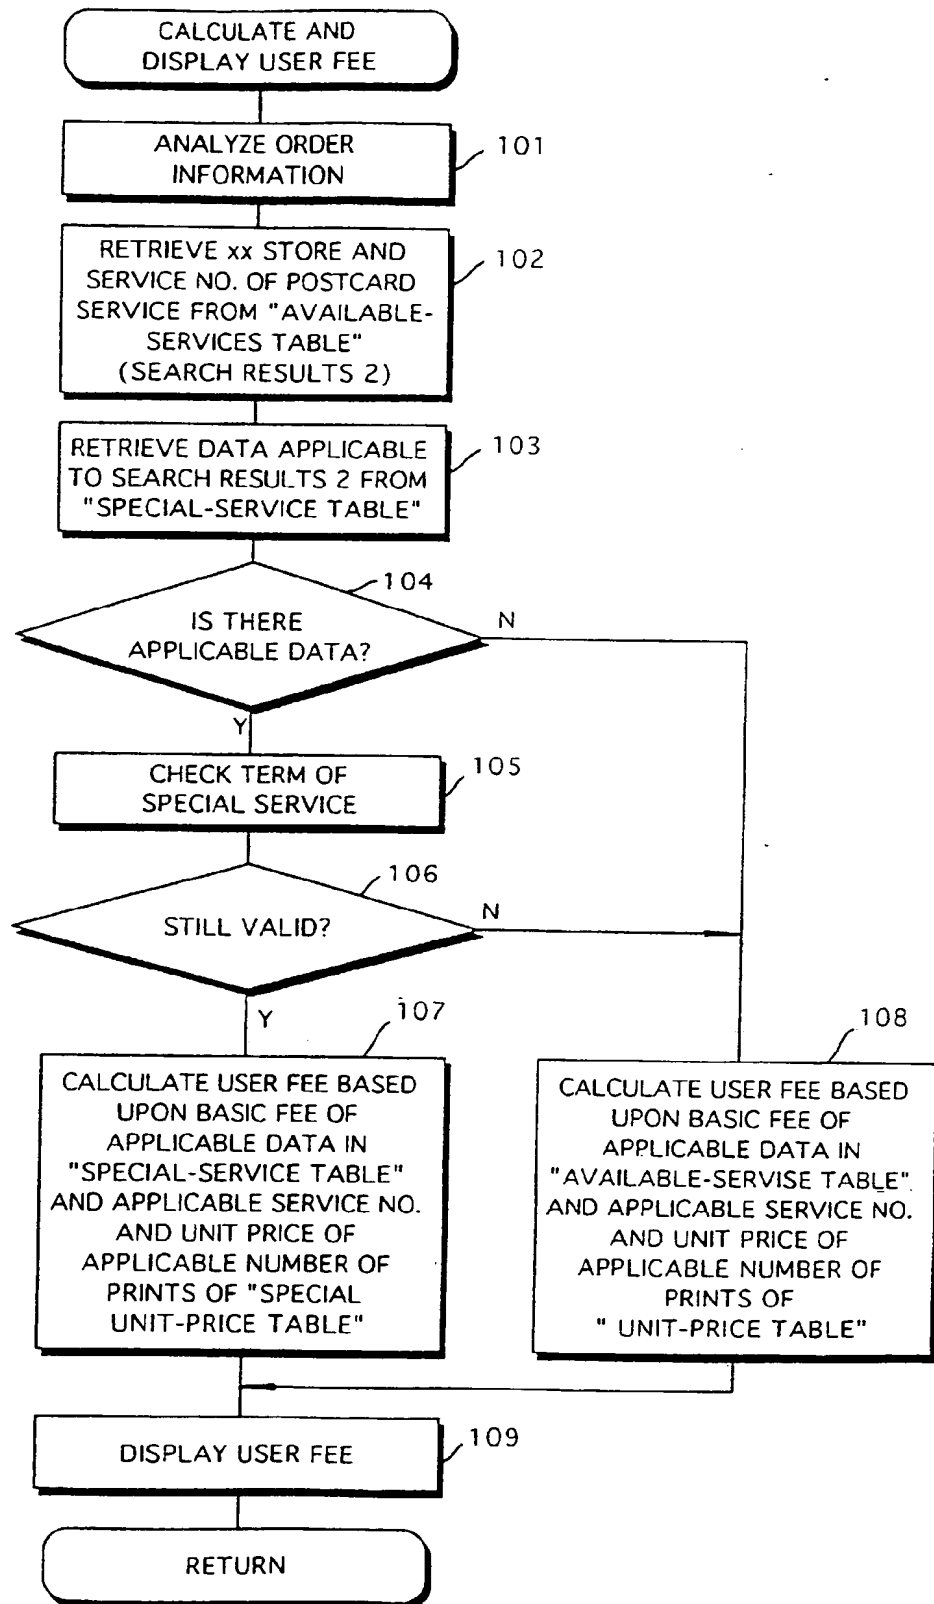 CALCULATE AND
DISPLAY USER FEE
ANALYZE ORDER
INFORMATION
101
RETRIEVE xx STORE AND
SERVICE NO. OF POSTCARD
SERVICE FROM "AVAILABLE-
SERVICES TABLE"
(SEARCH RESULTS 2)
102
RETRIEVE DATA APPLICABLE
TO SEARCH RESULTS 2 FROM
"SPECIAL-SERVICE TABLE"
103
104
IS THERE
APPLICABLE DATA?
N
Y
CHECK TERM OF
SPECIAL SERVICE
105
106
STILL VALID?
N
Y
107
CALCULATE USER FEE BASED
UPON BASIC FEE OF
APPLICABLE DATA IN
"SPECIAL-SERVICE TABLE"
AND APPLICABLE SERVICE NO.
AND UNIT PRICE OF
APPLICABLE NUMBER OF
PRINTS OF "SPECIAL
UNIT-PRICE TABLE"
108
CALCULATE USER FEE BASED
UPON BASIC FEE OF
APPLICABLE DATA IN
"AVAILABLE-SERVISE TABLE"
AND APPLICABLE SERVICE NO.
AND UNIT PRICE OF
APPLICABLE NUMBER OF
PRINTS OF
" UNIT-PRICE TABLE"
DISPLAY USER FEE
109
RETURN